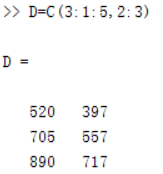 >> D=C(3:1:5,2:3)
D =
520 397
705 557
890 717